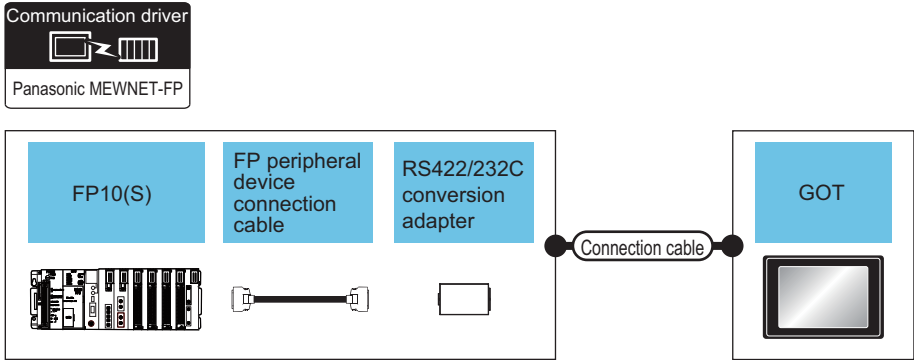 Communication driver
Panasonic MEWNET-FP
FP10(S)
FP peripheral
device
connection
cable
RS422/232C
conversion
adapter
Connection cable
GOT